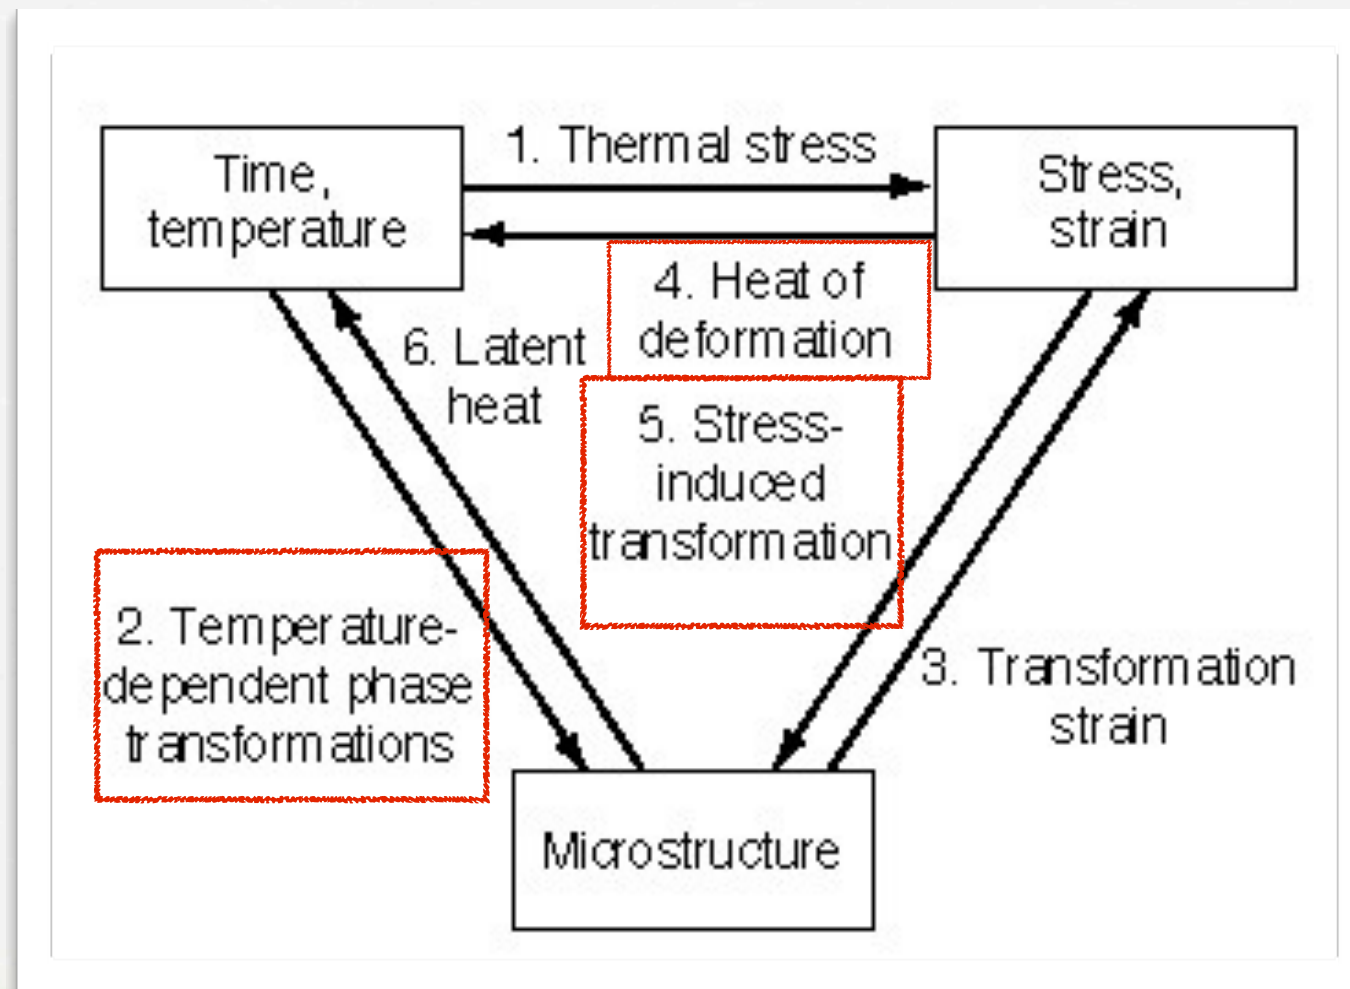 Time,
temperature
1. Thermal stress
Stress,
strain
4. Heat of
deformation
6. Latent
heat
5. Stress-
induced
transformation
2. Temperature-
dependent phase
transformations
3. Transformation
strain
Microstructure